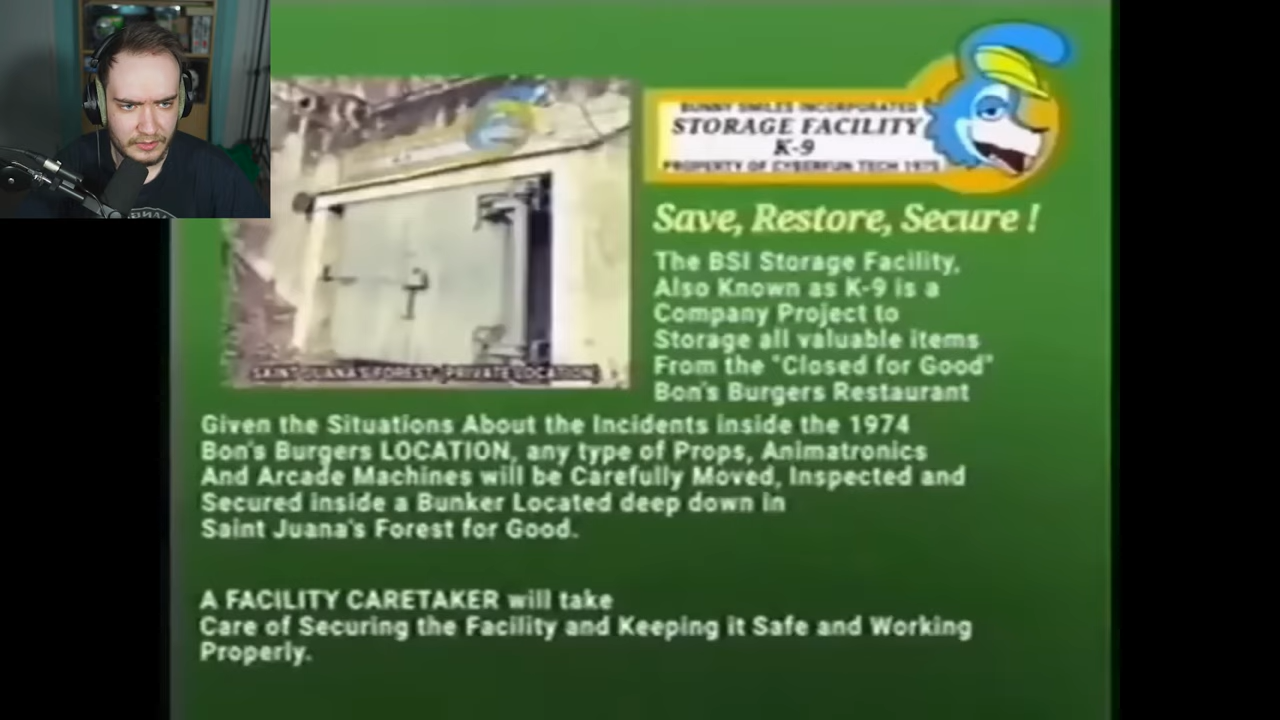 BUNNY SMILES INCORPORATED
STORAGE FACILITY
K-9
PROPERTY OF CYBERFUN TECH 1975
Save, Restore, Secure !
The BSI Storage Facility,
Also Known as K-9 is a
Company Project to
Storage all valuable items
From the "Closed for Good"
Bon's Burgers Restaurant
SAINT JUANA'S FOREST- [PRIVATE LOCATION]
Given the Situations About the Incidents inside the 1974
Bon's Burgers LOCATION, any type of Props, Animatronics
And Arcade Machines will be Carefully Moved, Inspected and
Secured inside a Bunker Located deep down in
Saint Juana's Forest for Good.
A FACILITY CARETAKER will take
Care of Securing the Facility and Keeping it Safe and Working
Properly.